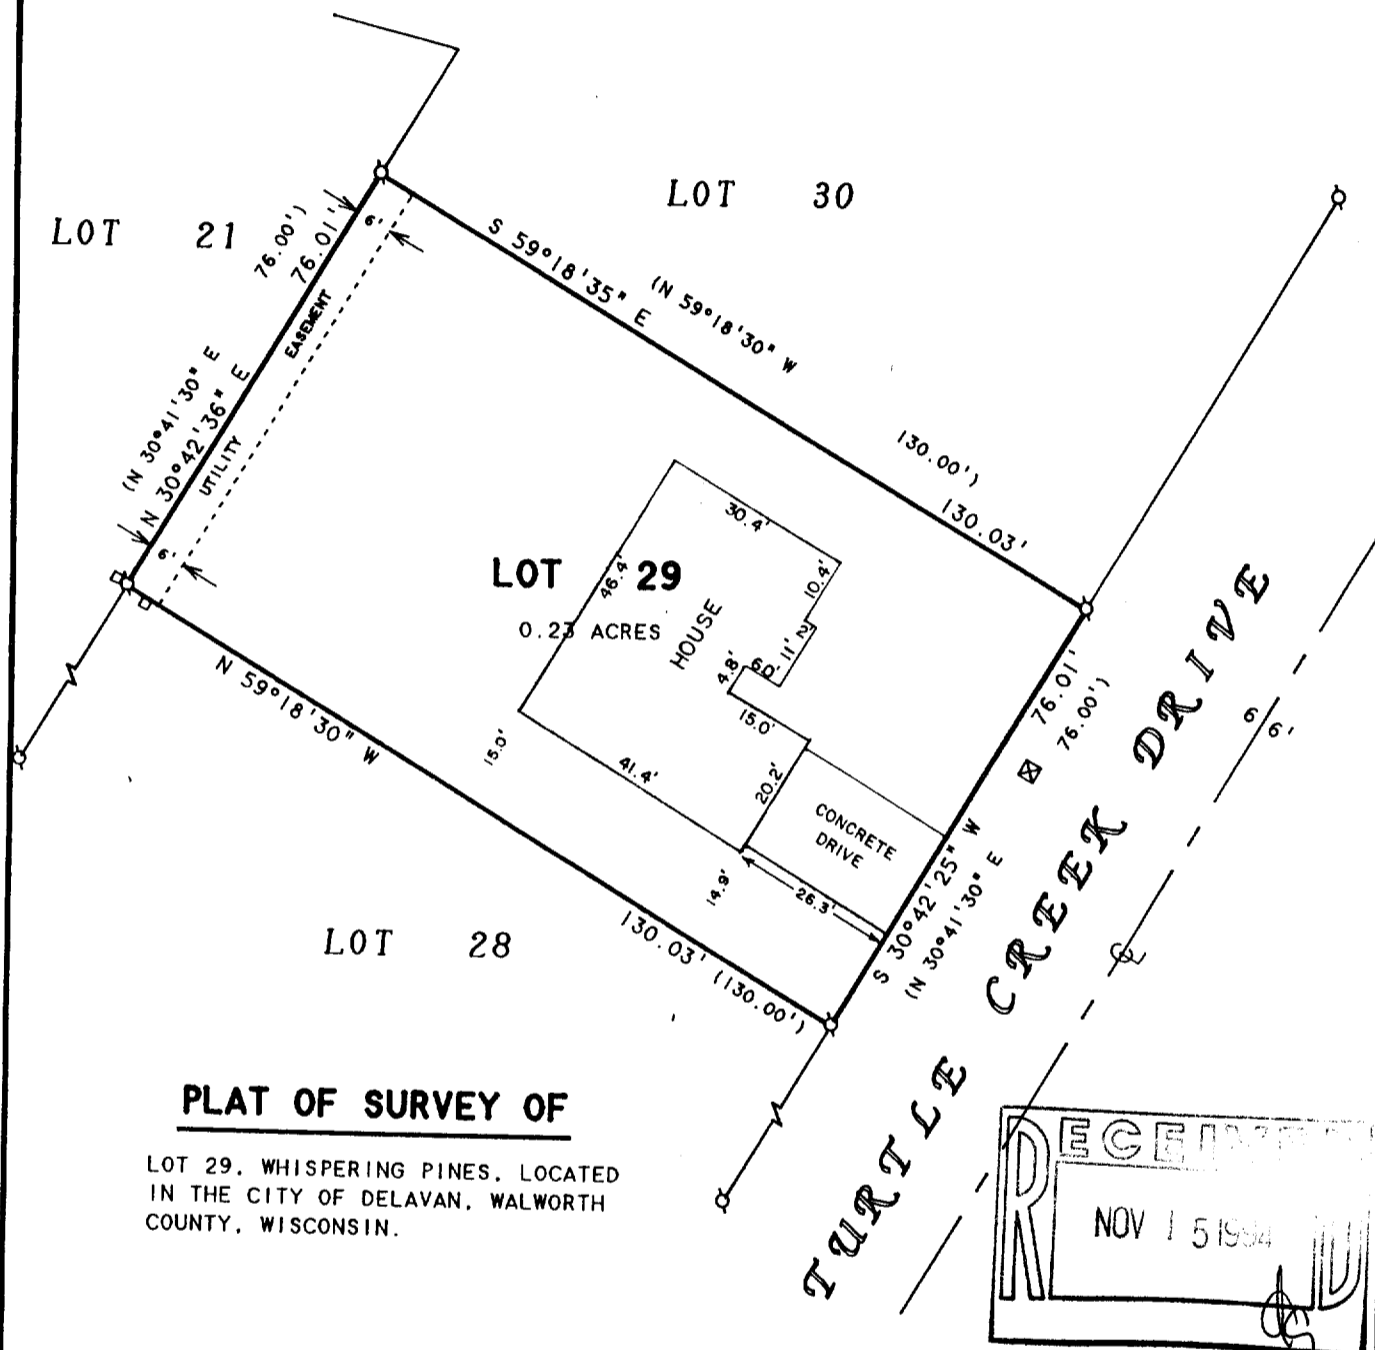 LOT 30
LOT 21
76.00')
76.01'
6'
S 59°18'35" E
(N 59°18'30" W
EASEMENT
(N 30°41'30" E
N 30°42'36" E
UTILITY
6'
130.00')
130.03'
30.4'
10.4'
46.4'
LOT 29
0.23 ACRES
HOUSE
2'
11'
6.0'
4.8'
15.0'
N 59°18'30" W
15.0'
41.4'
20.2'
CONCRETE
DRIVE
14.9'
26.3'
76.01'
76.00')
66'
S 30°42'25" W
(N 30°41'30" E
LOT 28
130.03' (130.00')
TURTLE CREEK DRIVE
PLAT OF SURVEY OF
LOT 29, WHISPERING PINES, LOCATED
IN THE CITY OF DELAVAN, WALWORTH
COUNTY, WISCONSIN.
RECEIVED
NOV 15 1994